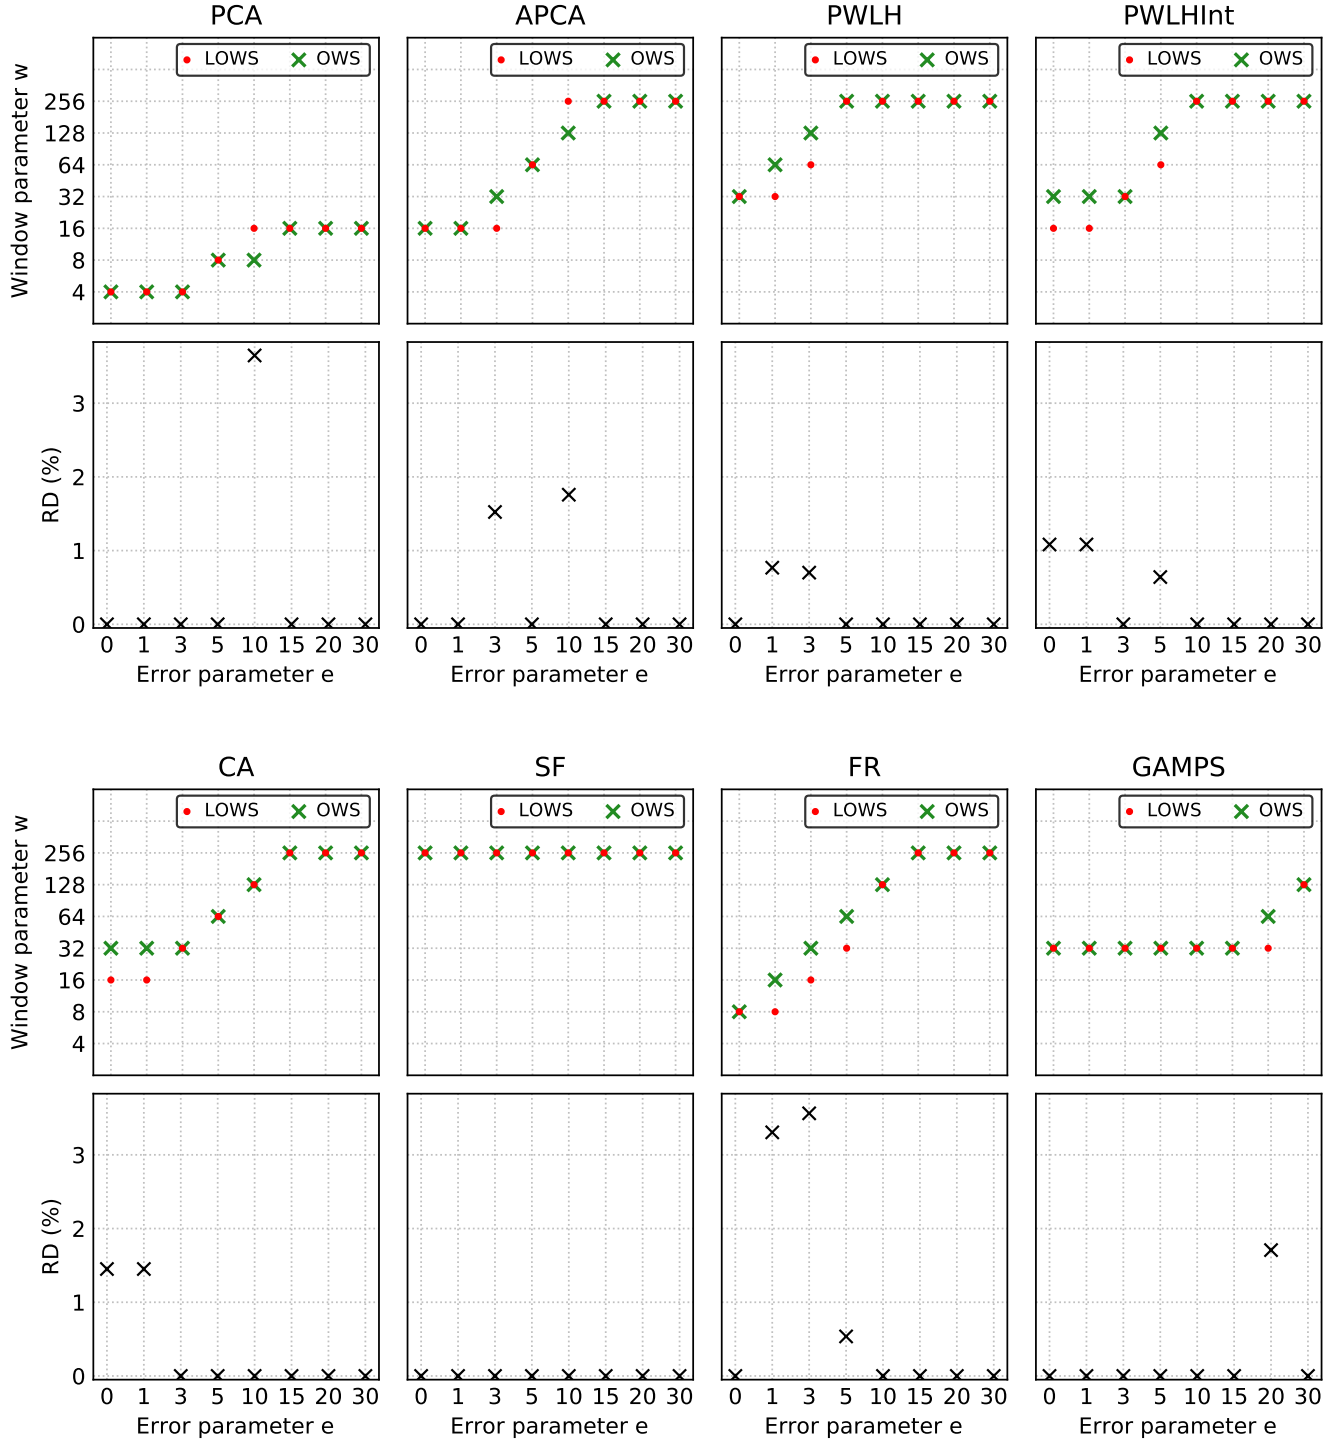 PCA APCA PWLH PWLHInt
LOWS OWS LOWS OWS LOWS OWS LOWS OWS
Window parameter w
256
128
64
32
16
8
4
RD (%)
3
2
1
0
0 1 3 5 10 15 20 30 0 1 3 5 10 15 20 30 0 1 3 5 10 15 20 30 0 1 3 5 10 15 20 30
Error parameter e Error parameter e Error parameter e Error parameter e
CA SF FR GAMPS
LOWS OWS LOWS OWS LOWS OWS LOWS OWS
Window parameter w
256
128
64
32
16
8
4
RD (%)
3
2
1
0
0 1 3 5 10 15 20 30 0 1 3 5 10 15 20 30 0 1 3 5 10 15 20 30 0 1 3 5 10 15 20 30
Error parameter e Error parameter e Error parameter e Error parameter e